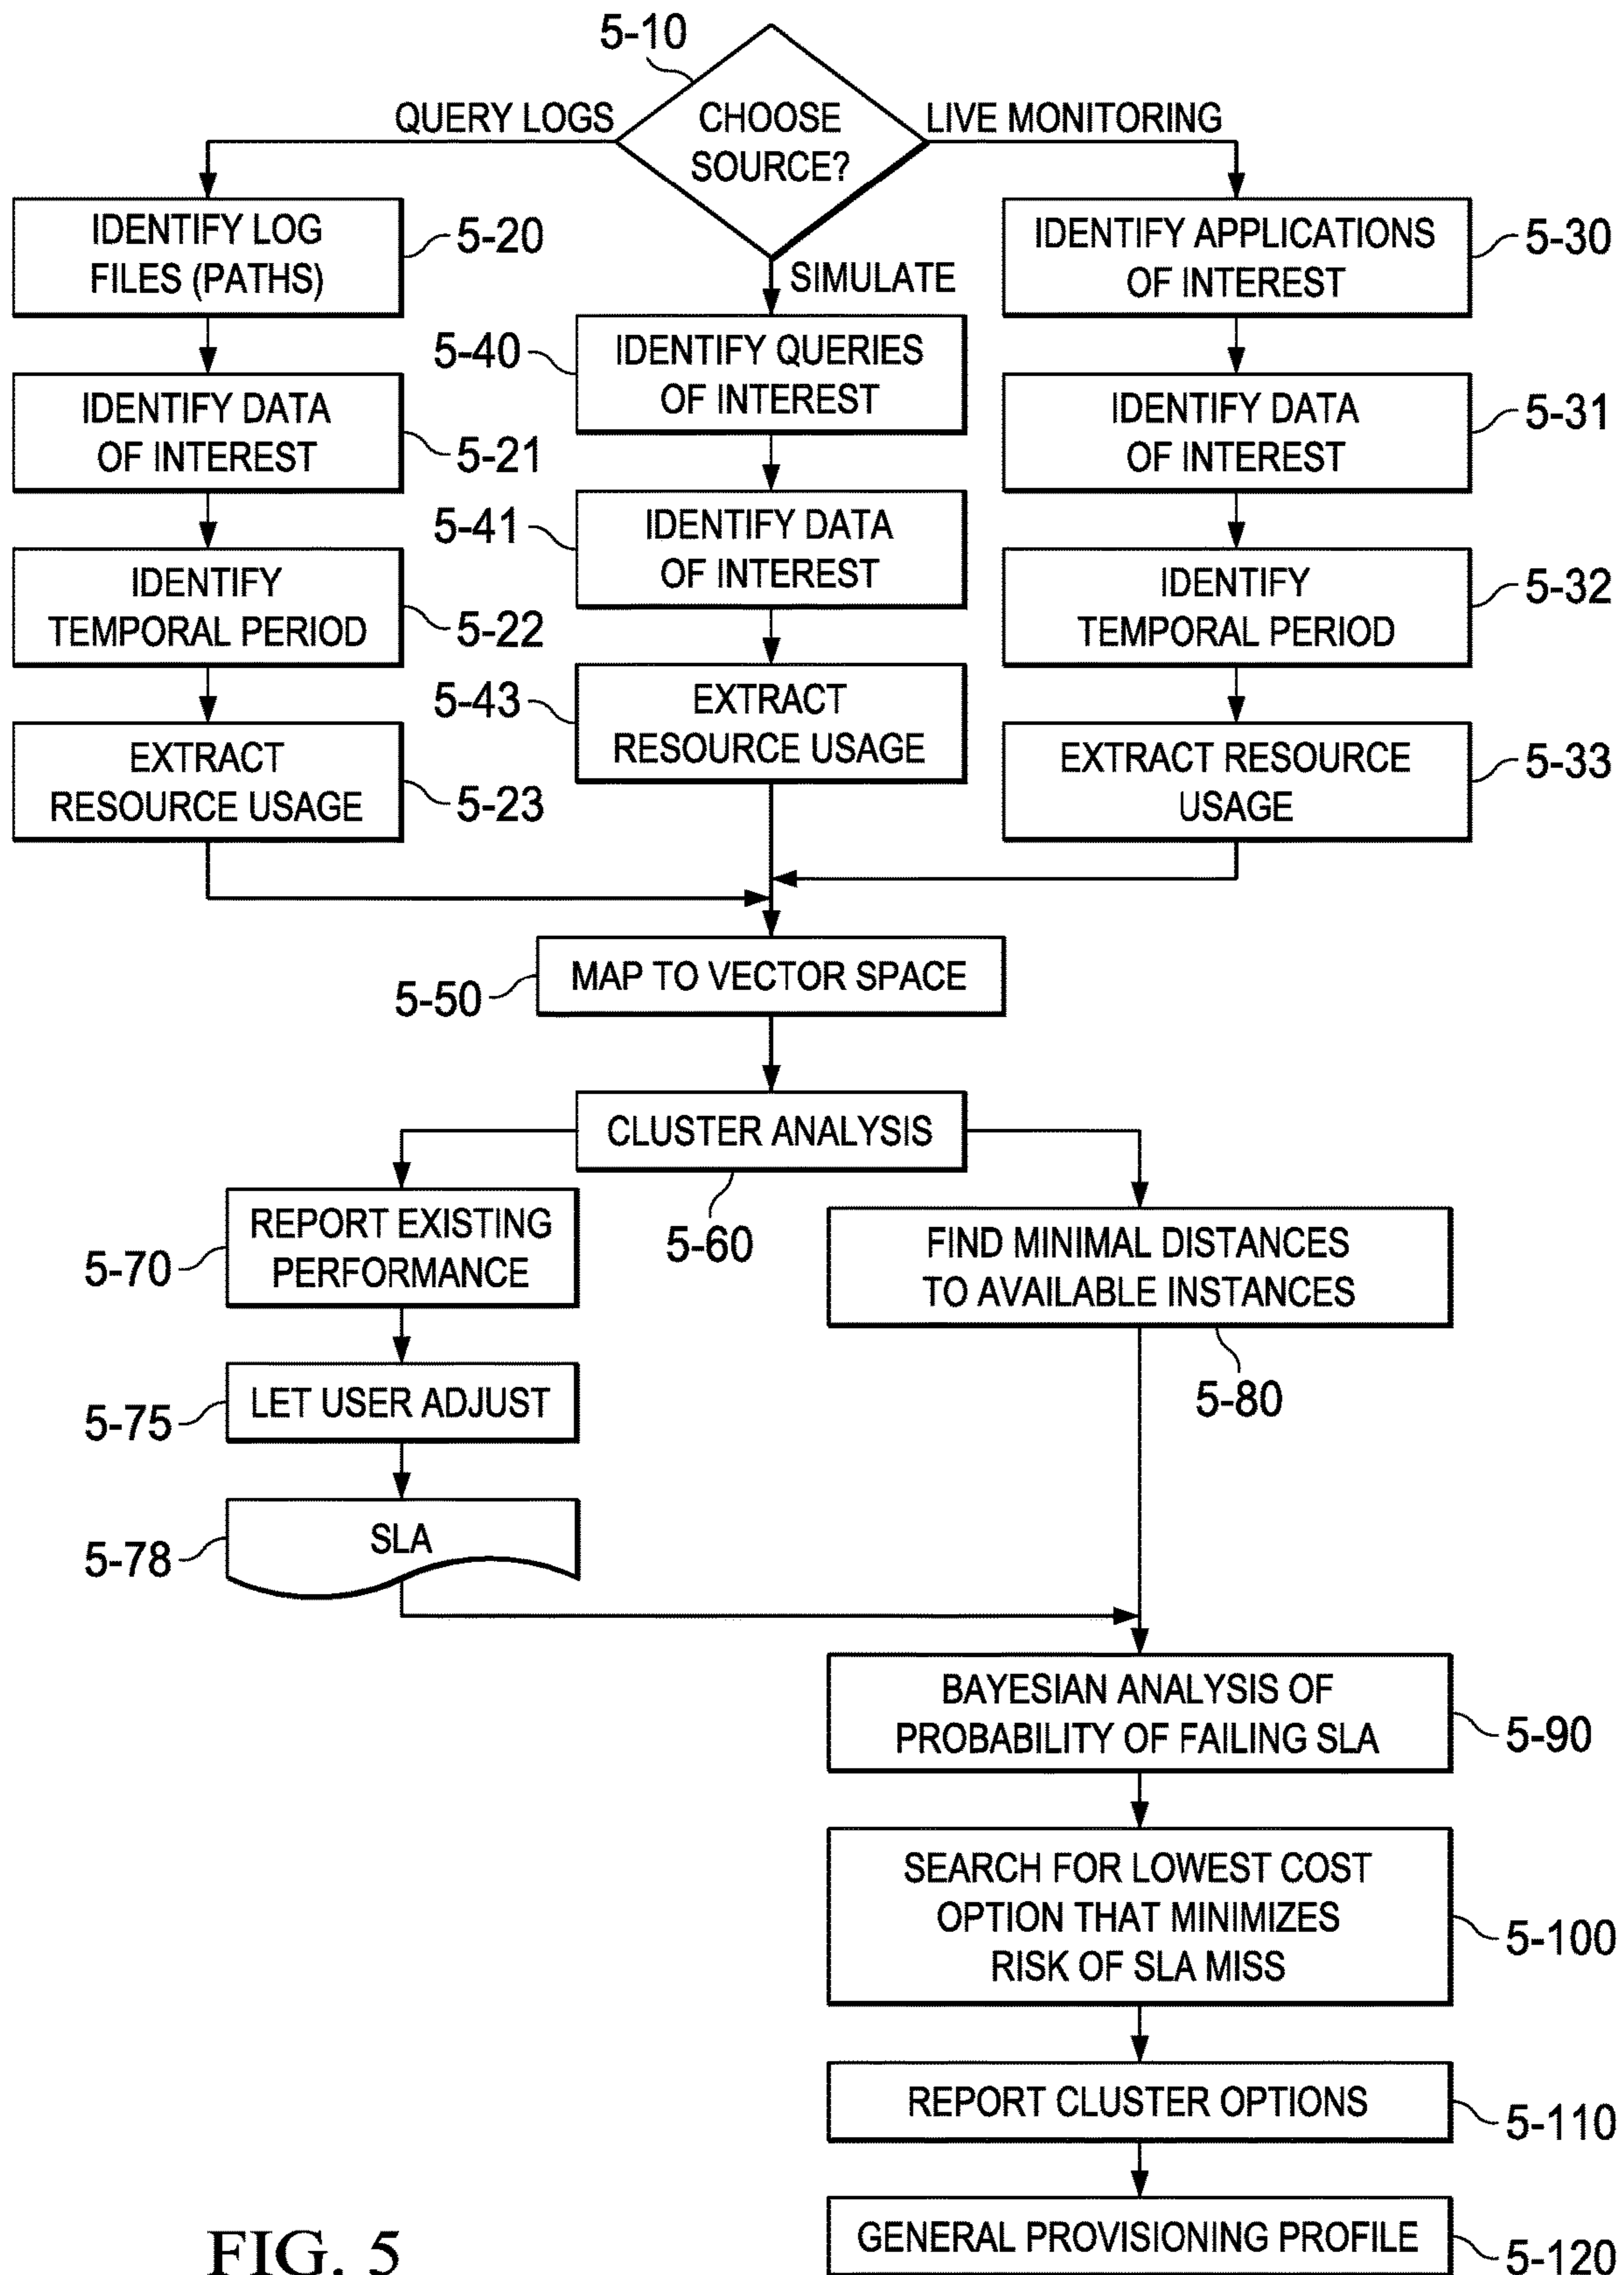 5-10
CHOOSE
SOURCE?
QUERY LOGS
LIVE MONITORING
SIMULATE
IDENTIFY LOG
FILES (PATHS)
5-20
IDENTIFY DATA
OF INTEREST
5-21
IDENTIFY
TEMPORAL PERIOD
5-22
EXTRACT
RESOURCE USAGE
5-23
5-40
IDENTIFY QUERIES
OF INTEREST
5-41
IDENTIFY DATA
OF INTEREST
5-43
EXTRACT
RESOURCE USAGE
IDENTIFY APPLICATIONS
OF INTEREST
5-30
IDENTIFY DATA
OF INTEREST
5-31
IDENTIFY
TEMPORAL PERIOD
5-32
EXTRACT RESOURCE
USAGE
5-33
MAP TO VECTOR SPACE
5-50
CLUSTER ANALYSIS
5-60
REPORT EXISTING
PERFORMANCE
5-70
LET USER ADJUST
5-75
SLA
5-78
FIND MINIMAL DISTANCES
TO AVAILABLE INSTANCES
5-80
BAYESIAN ANALYSIS OF
PROBABILITY OF FAILING SLA
5-90
SEARCH FOR LOWEST COST
OPTION THAT MINIMIZES
RISK OF SLA MISS
5-100
REPORT CLUSTER OPTIONS
5-110
GENERAL PROVISIONING PROFILE
5-120
FIG. 5